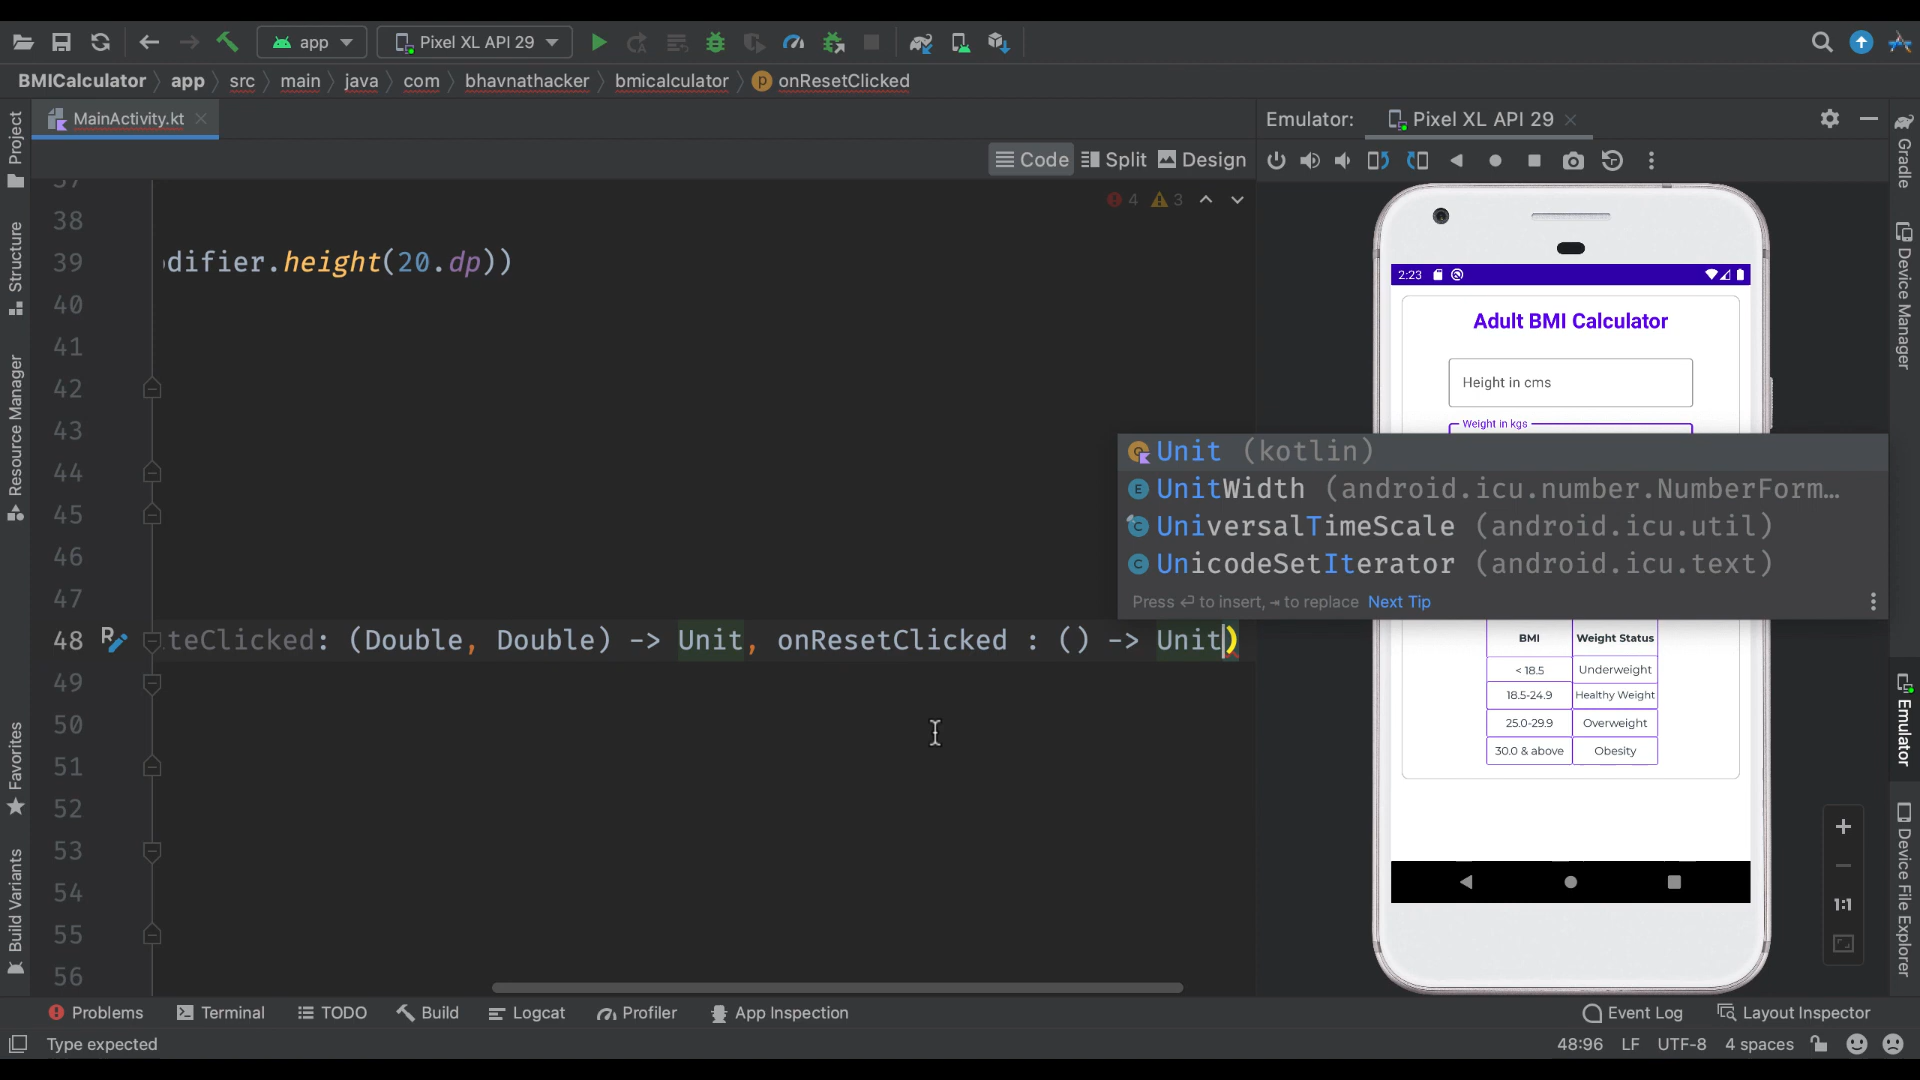 app
Pixel XL API 29
BMICalculator
app
src
main
java
com
bhavnathacker
bmicalculator
onResetClicked
MainActivity.kt
Emulator:
Pixel XL API 29
Code
Split
Design
4
3
38
39 difier.height(20.dp))
40
41
42
43
44
45
46
47
48 teClicked: (Double, Double) -> Unit, onResetClicked : () -> Unit)
49
50
51
52
53
54
55
56
Unit (kotlin)
UnitWidth (android.icu.number.NumberForm…
UniversalTimeScale (android.icu.util)
UnicodeSetIterator (android.icu.text)
Press ↩ to insert, ⇥ to replace Next Tip
2:23
Adult BMI Calculator
Height in cms
Weight in kgs
BMI Weight Status
< 18.5 Underweight
18.5-24.9 Healthy Weight
25.0-29.9 Overweight
30.0 & above Obesity
1:1
Project
Structure
Resource Manager
Favorites
Build Variants
Gradle
Device Manager
Emulator
Device File Explorer
Problems
Terminal
TODO
Build
Logcat
Profiler
App Inspection
Event Log
Layout Inspector
Type expected
48:96
LF
UTF-8
4 spaces